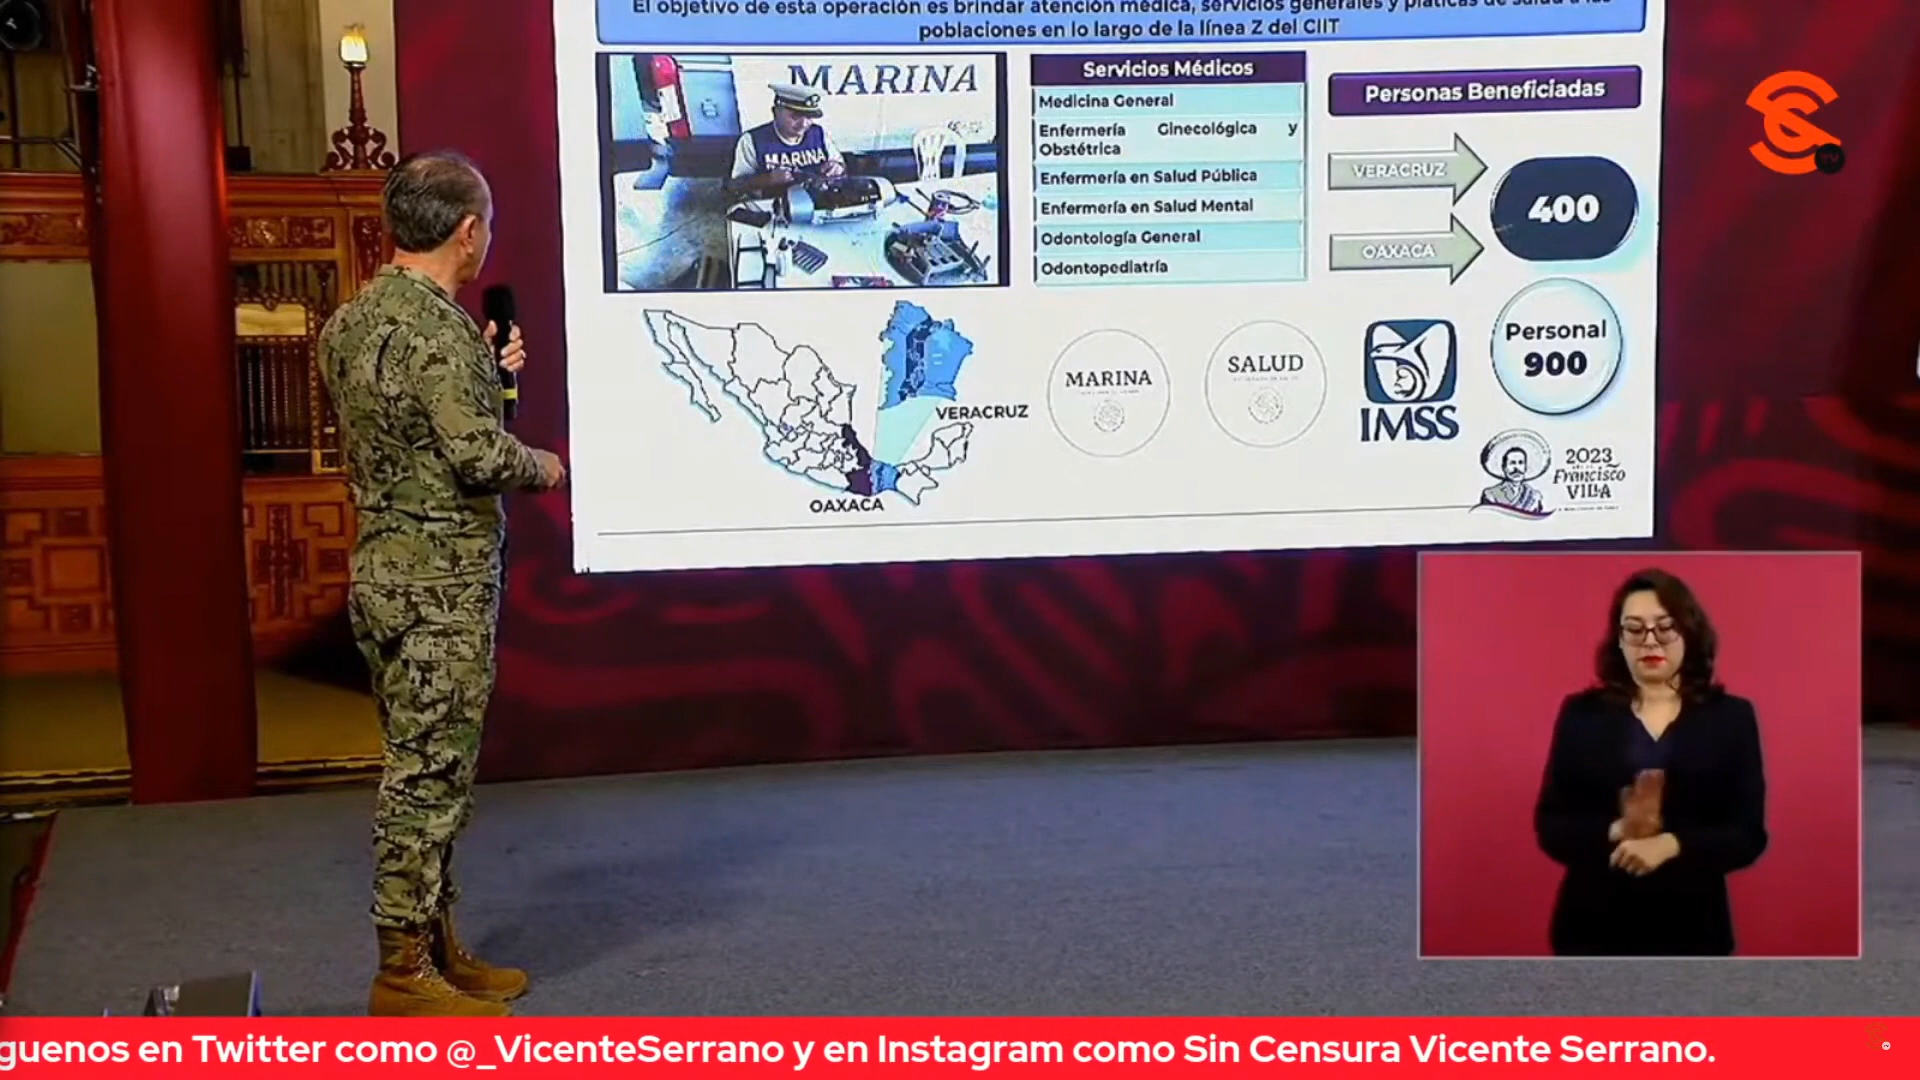 El objetivo de esta operación es brindar atención médica, servicios generales y pláticas de salud a las
poblaciones en lo largo de la línea Z del CIIT
MARINA
MARINA
Servicios Médicos
Medicina General
Enfermería Ginecológica y
Obstétrica
Enfermería en Salud Pública
Enfermería en Salud Mental
Odontología General
Odontopediatría
Personas Beneficiadas
VERACRUZ
OAXACA
400
Personal
900
VERACRUZ
OAXACA
MARINA
SALUD
IMSS
2023
Francisco
VILLA
TV
guenos en Twitter como @_VicenteSerrano y en Instagram como Sin Censura Vicente Serrano.